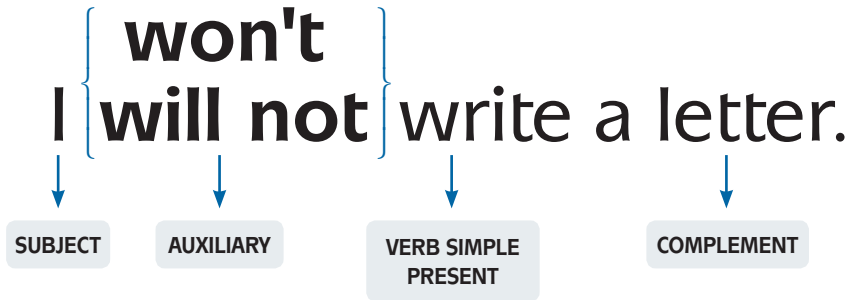 won't
I will not write a letter.
SUBJECT
AUXILIARY
VERB SIMPLE
PRESENT
COMPLEMENT